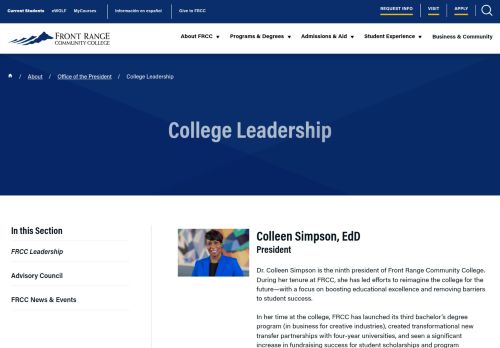 Current Students eWOLF MyCourses Información en español Give to FRCC REQUEST INFO VISIT APPLY
FRONT RANGE
COMMUNITY COLLEGE
About FRCC Programs & Degrees Admissions & Aid Student Experience Business & Community
/ About / Office of the President / College Leadership
College Leadership
In this Section
FRCC Leadership
Advisory Council
FRCC News & Events
Colleen Simpson, EdD
President
Dr. Colleen Simpson is the ninth president of Front Range Community College.
During her tenure at FRCC, she has led efforts to reimagine the college for the
future—with a focus on boosting educational excellence and removing barriers
to student success.
In her time at the college, FRCC has launched its third bachelor's degree
program (in business for creative industries), created transformational new
transfer partnerships with four-year universities, and seen a significant
increase in fundraising success for student scholarships and program